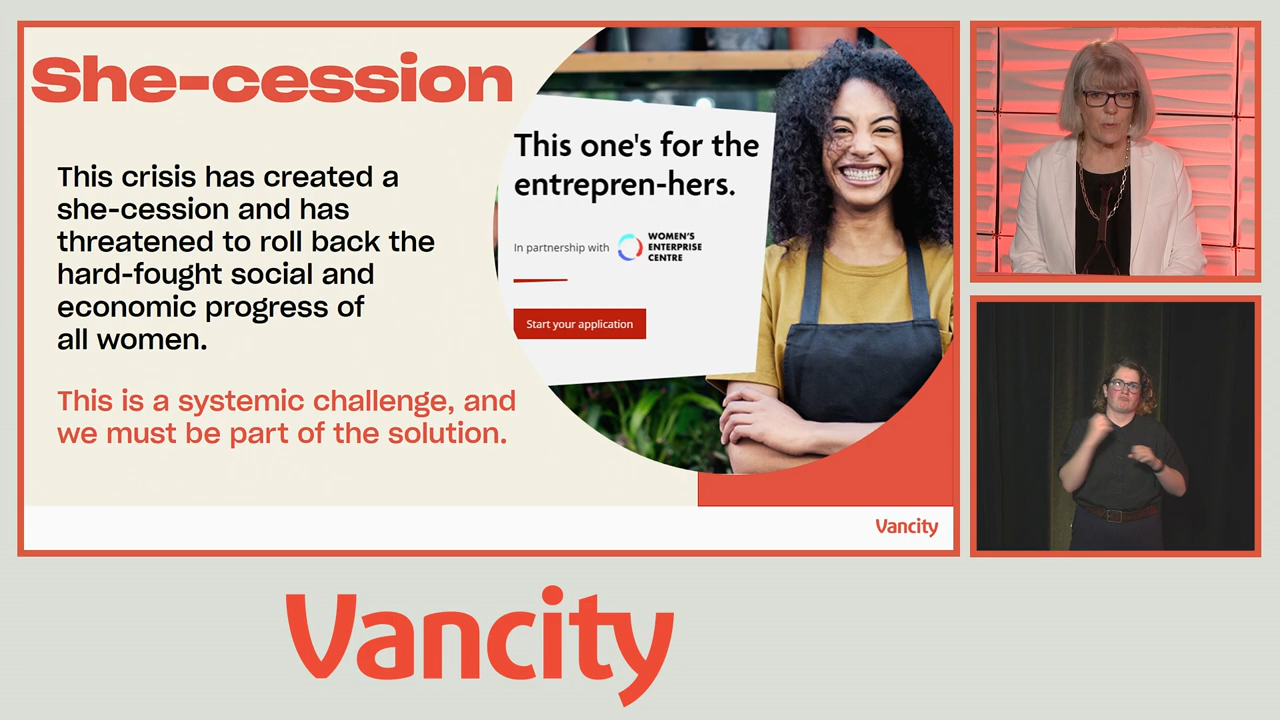 She-cession
This crisis has created a
she-cession and has
threatened to roll back the
hard-fought social and
economic progress of
all women.
This is a systemic challenge, and
we must be part of the solution.
This one's for the
entrepren-hers.
In partnership with
WOMEN'S
ENTERPRISE
CENTRE
Start your application
Vancity
Vancity